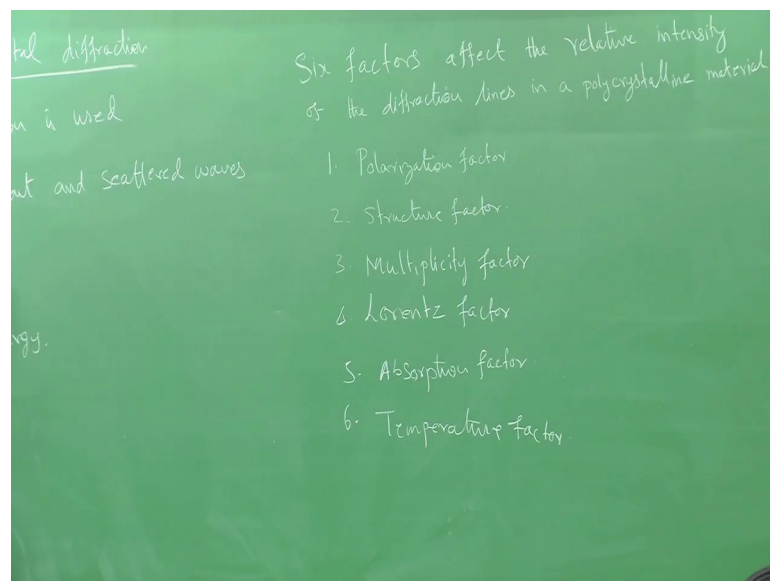 tal diffraction
is used
and scattered waves
rgy.
Six factors affect the relative intensity
of the diffraction lines in a polycrystalline material
1. Polarization factor
2. Structure factor.
3. Multiplicity factor
4. Lorentz factor
5. Absorption factor
6. Temperature factor